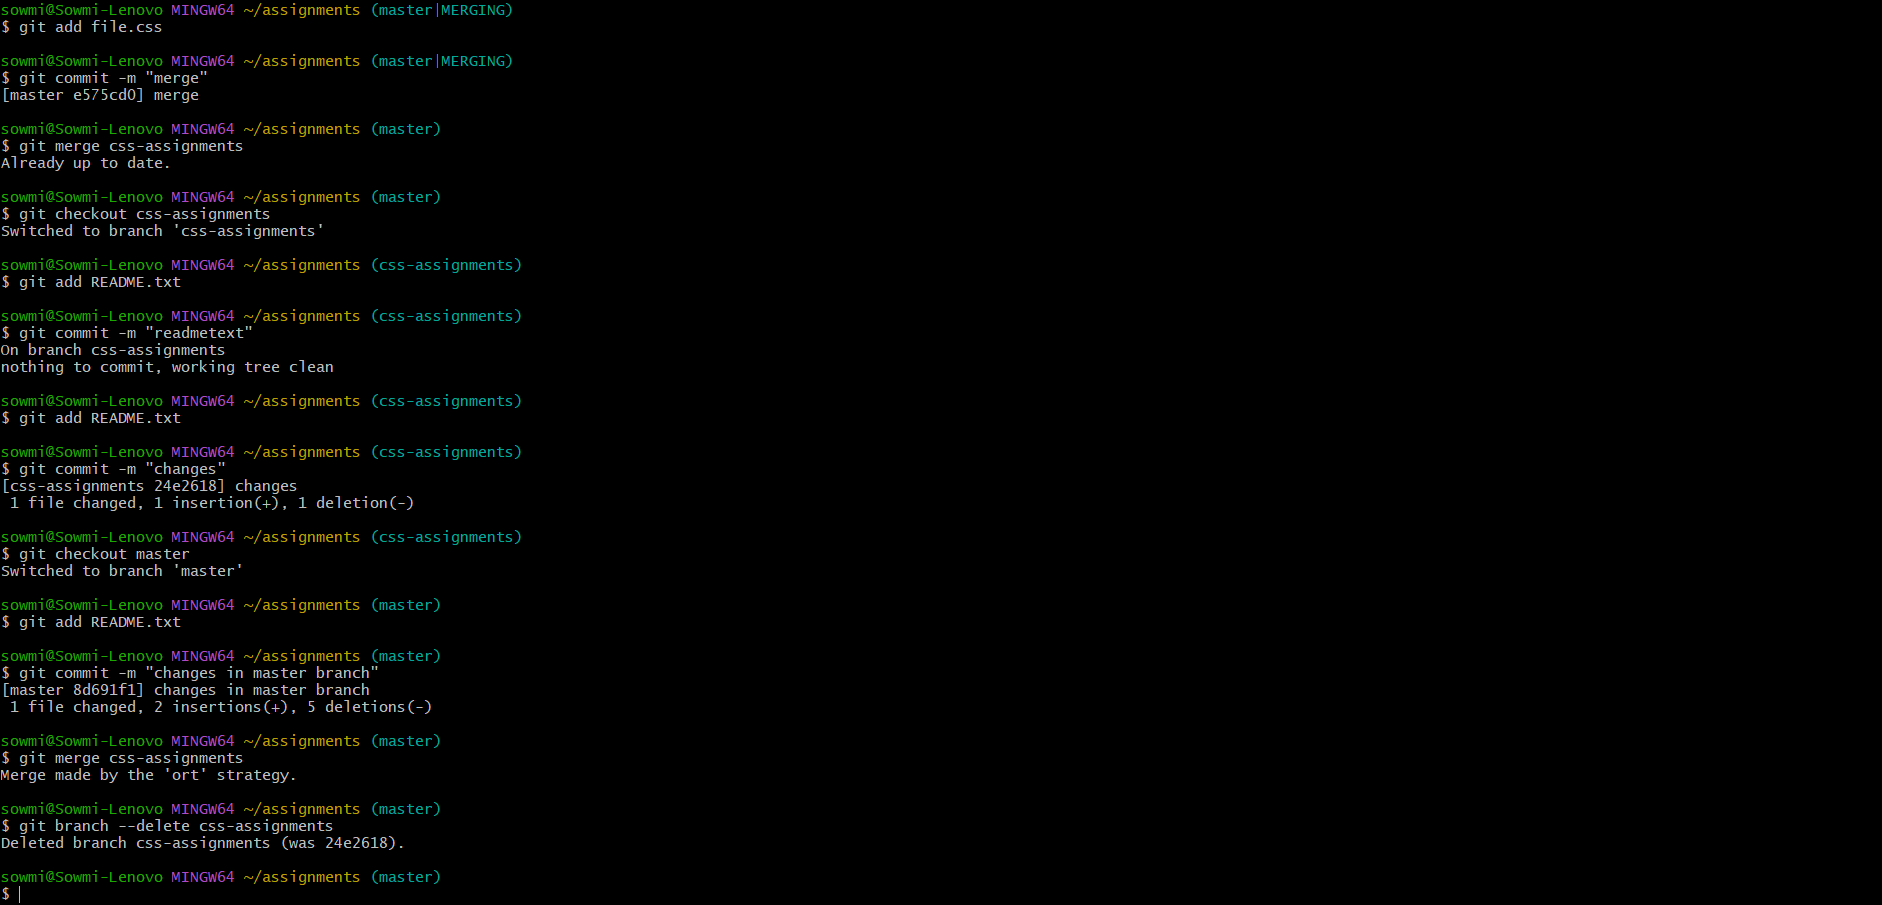 sowmi@Sowmi-Lenovo MINGW64 ~/assignments (master|MERGING)
$ git add file.css
sowmi@Sowmi-Lenovo MINGW64 ~/assignments (master|MERGING)
$ git commit -m "merge"
[master e575cd0] merge
sowmi@Sowmi-Lenovo MINGW64 ~/assignments (master)
$ git merge css-assignments
Already up to date.
sowmi@Sowmi-Lenovo MINGW64 ~/assignments (master)
$ git checkout css-assignments
Switched to branch 'css-assignments'
sowmi@Sowmi-Lenovo MINGW64 ~/assignments (css-assignments)
$ git add README.txt
sowmi@Sowmi-Lenovo MINGW64 ~/assignments (css-assignments)
$ git commit -m "readmetext"
On branch css-assignments
nothing to commit, working tree clean
sowmi@Sowmi-Lenovo MINGW64 ~/assignments (css-assignments)
$ git add README.txt
sowmi@Sowmi-Lenovo MINGW64 ~/assignments (css-assignments)
$ git commit -m "changes"
[css-assignments 24e2618] changes
 1 file changed, 1 insertion(+), 1 deletion(-)
sowmi@Sowmi-Lenovo MINGW64 ~/assignments (css-assignments)
$ git checkout master
Switched to branch 'master'
sowmi@Sowmi-Lenovo MINGW64 ~/assignments (master)
$ git add README.txt
sowmi@Sowmi-Lenovo MINGW64 ~/assignments (master)
$ git commit -m "changes in master branch"
[master 8d691f1] changes in master branch
 1 file changed, 2 insertions(+), 5 deletions(-)
sowmi@Sowmi-Lenovo MINGW64 ~/assignments (master)
$ git merge css-assignments
Merge made by the 'ort' strategy.
sowmi@Sowmi-Lenovo MINGW64 ~/assignments (master)
$ git branch --delete css-assignments
Deleted branch css-assignments (was 24e2618).
sowmi@Sowmi-Lenovo MINGW64 ~/assignments (master)
$